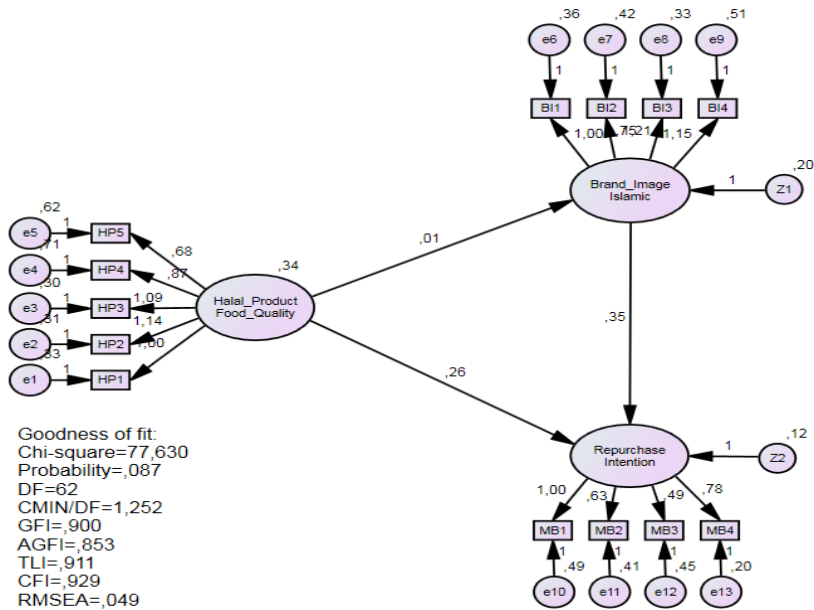 ,36 ,42 ,33 ,51
e6 e7 e8 e9
1 1 1 1
BI1 BI2 BI3 BI4
1,00 ,75 1,21 1,15
Brand_Image
Islamic
1
Z1
,20
,01
,62
e5 1 HP5 ,68
,71
e4 1 HP4 ,87
,30
e3 1 HP3 1,09
,31
e2 1 HP2 1,14
,33
e1 1 HP1 1,00
,34
Halal_Product
Food_Quality
,35
,26
Repurchase
Intention
1
Z2
,12
1,00 ,63 ,49 ,78
MB1 MB2 MB3 MB4
1 1 1 1
,49 ,41 ,45 ,20
e10 e11 e12 e13
Goodness of fit:
Chi-square=77,630
Probability=,087
DF=62
CMIN/DF=1,252
GFI=,900
AGFI=,853
TLI=,911
CFI=,929
RMSEA=,049